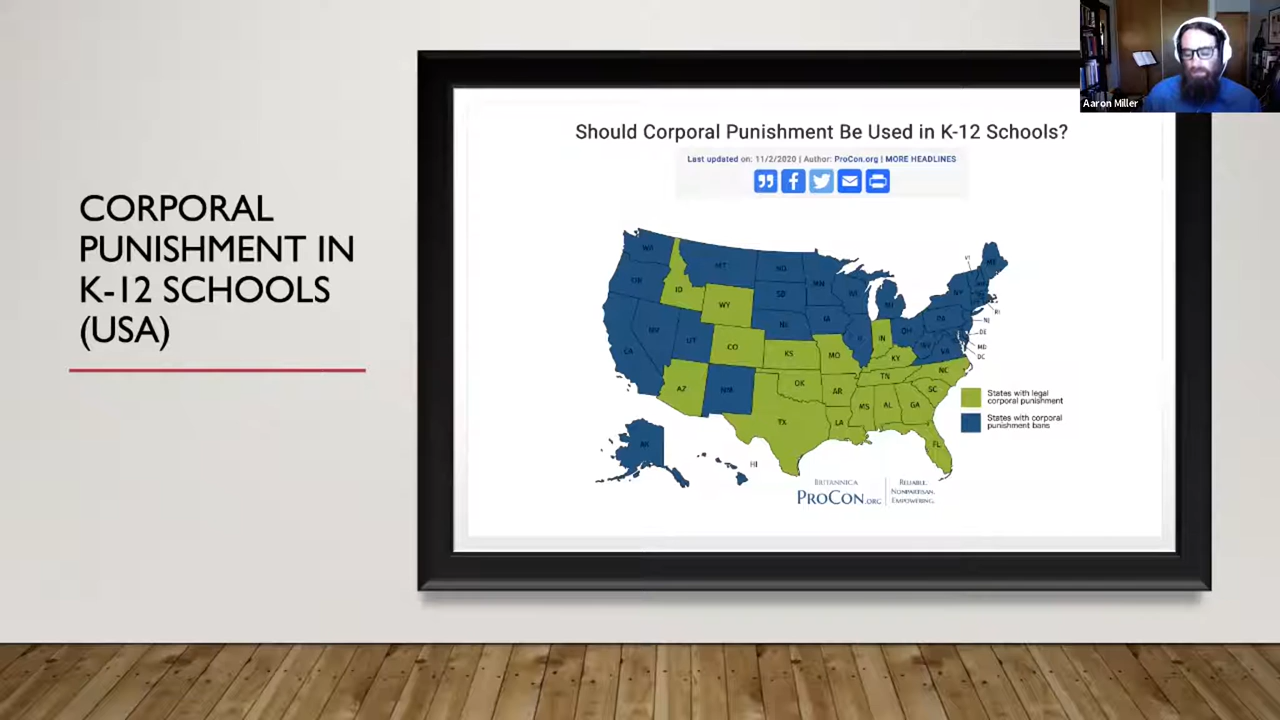 CORPORAL
PUNISHMENT IN
K-12 SCHOOLS
(USA)
Aaron Miller
Should Corporal Punishment Be Used in K-12 Schools?
Last updated on: 11/2/2020 | Author: ProCon.org | MORE HEADLINES
WA
MT
ND
MN
OR
ID
WY
SD
WI
MI
NY
ME
VT
RI
NJ
DE
MD
DC
NV
UT
CO
NE
IA
IL
IN
OH
PA
WV
VA
CA
AZ
NM
KS
MO
KY
OK
AR
TN
NC
SC
TX
LA
MS
AL
GA
FL
AK
HI
States with legal
corporal punishment
States with corporal
punishment bans
BRITANNICA
PROCON.ORG
RELIABLE.
NONPARTISAN.
EMPOWERING.